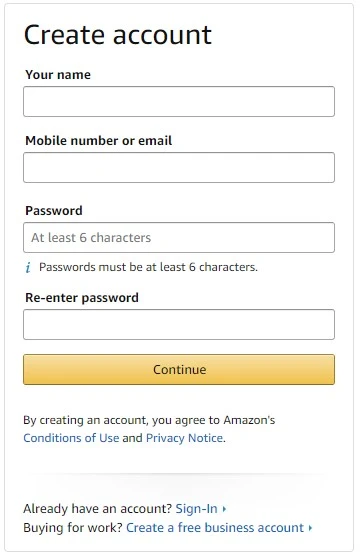 Create account
Your name
Mobile number or email
Password
At least 6 characters
i Passwords must be at least 6 characters.
Re-enter password
Continue
By creating an account, you agree to Amazon's
Conditions of Use and Privacy Notice.
Already have an account? Sign-In
Buying for work? Create a free business account